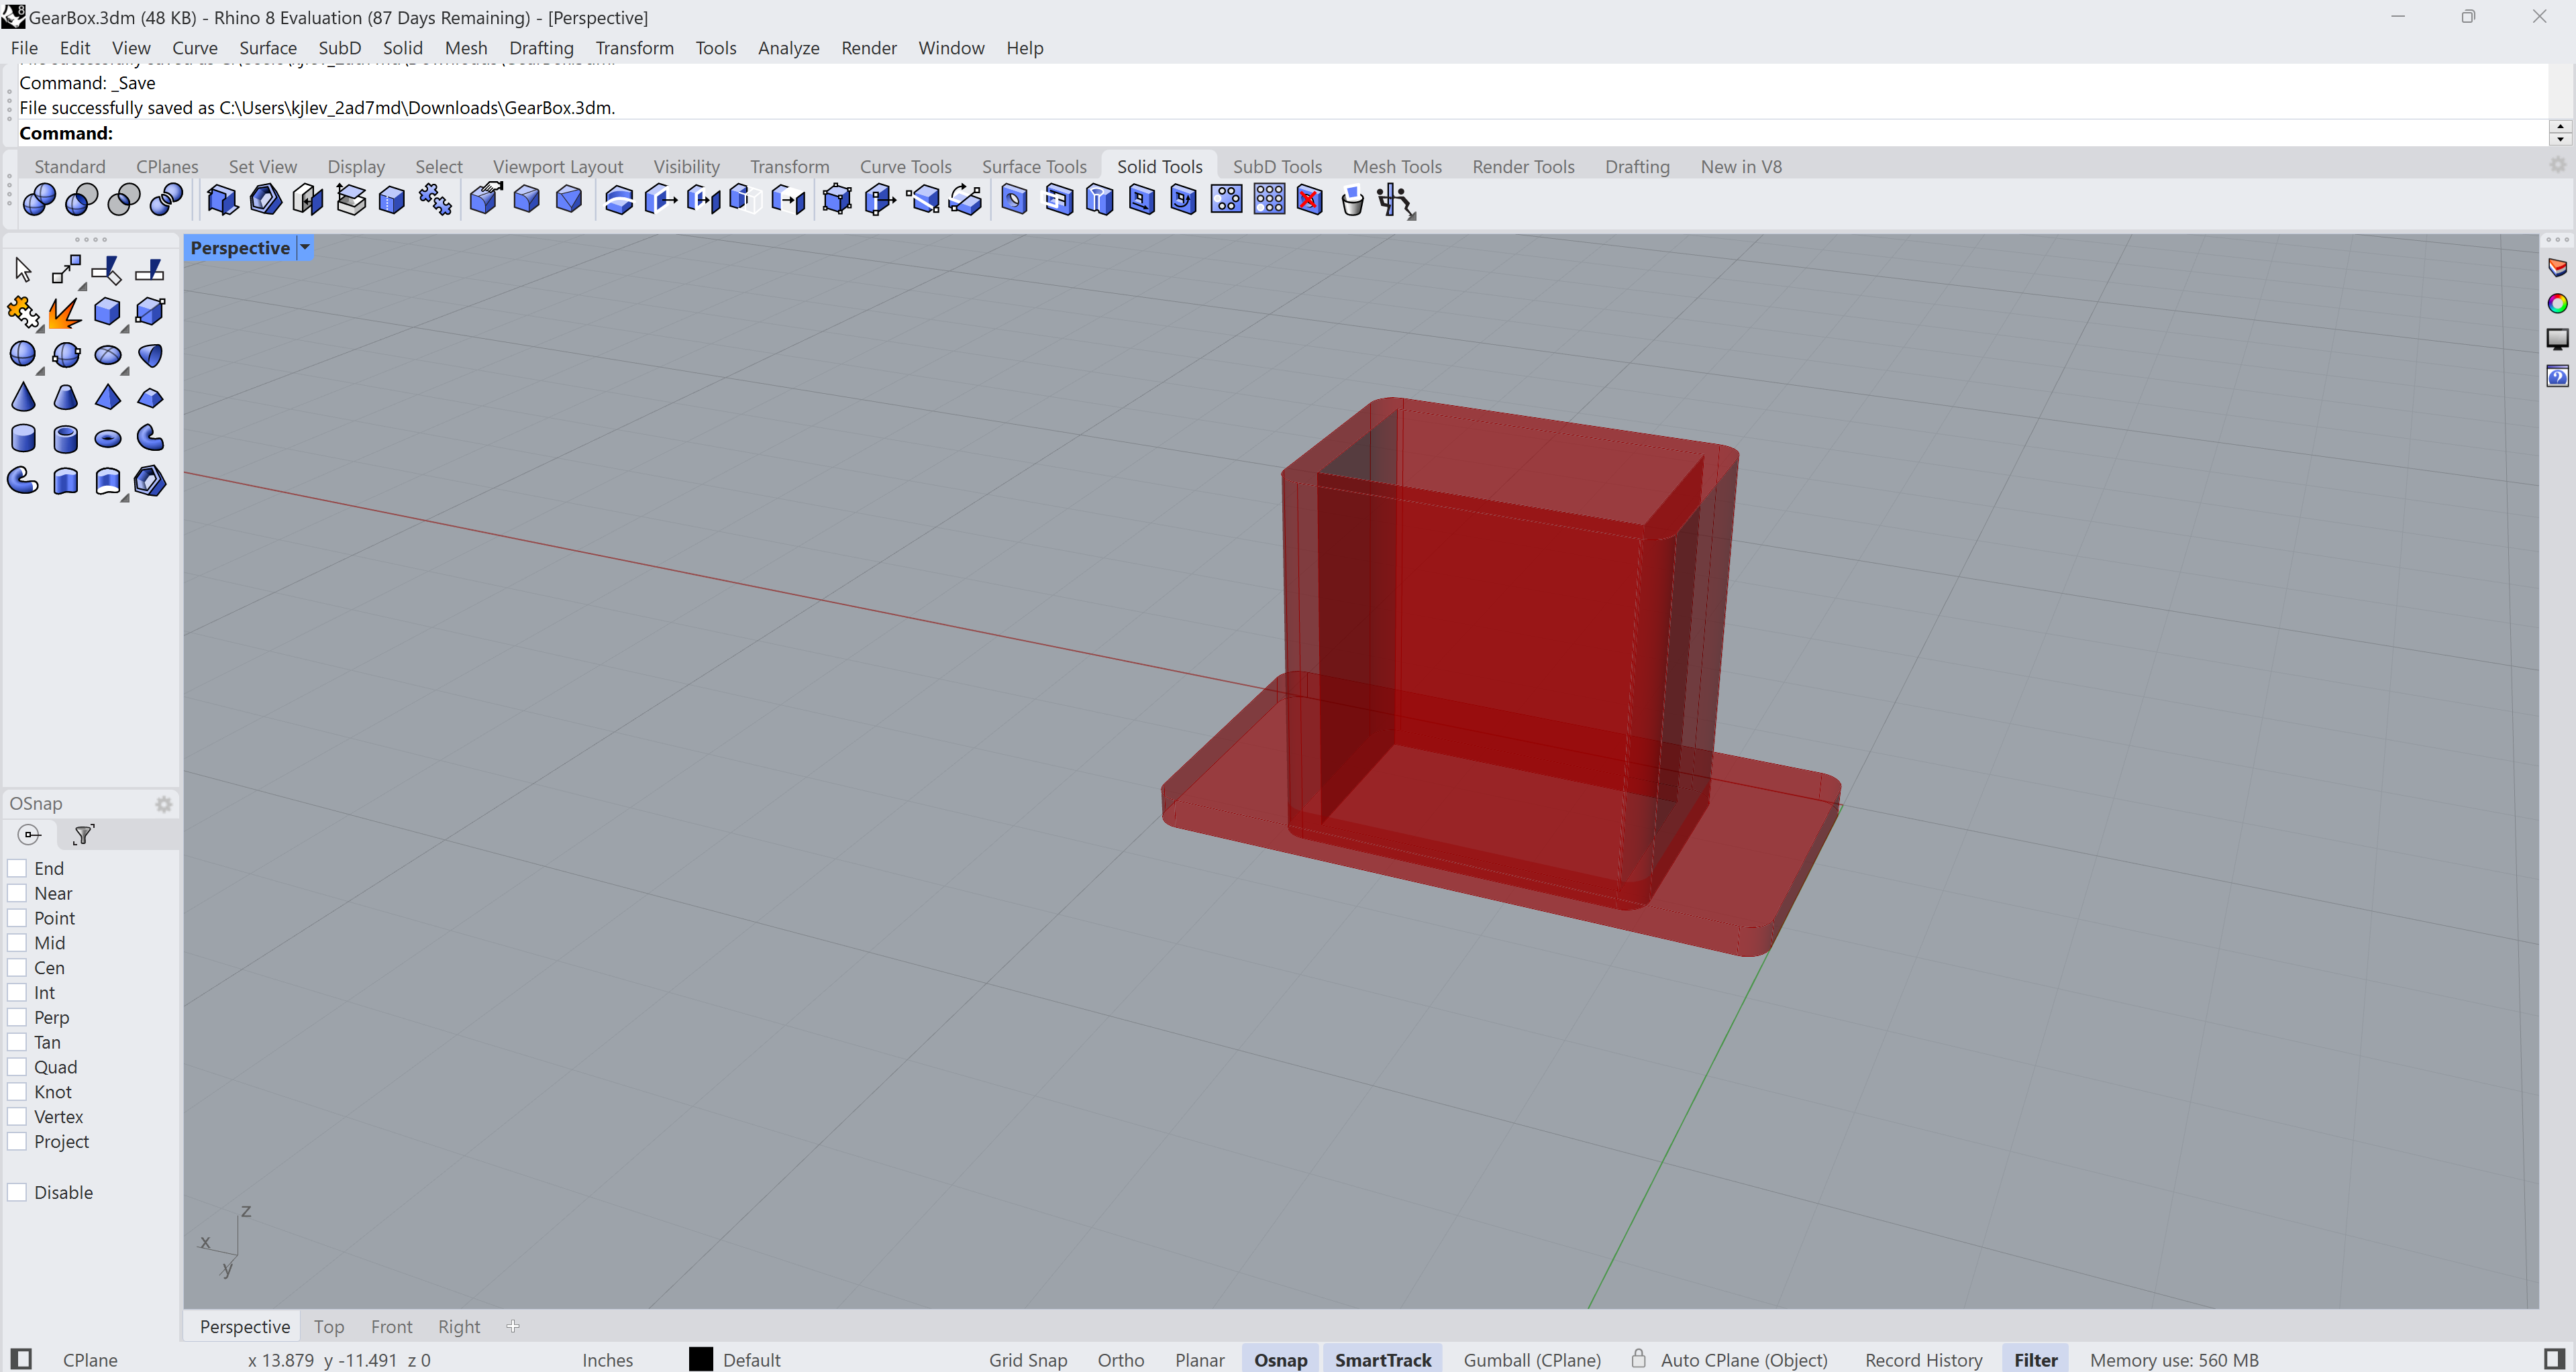 GearBox.3dm (48 KB) - Rhino 8 Evaluation (87 Days Remaining) - [Perspective]
File Edit View Curve Surface SubD Solid Mesh Drafting Transform Tools Analyze Render Window Help
Command: _Save
File successfully saved as C:\Users\kjlev_2ad7md\Downloads\GearBox.3dm.
Command:
Standard CPlanes Set View Display Select Viewport Layout Visibility Transform Curve Tools Surface Tools Solid Tools SubD Tools Mesh Tools Render Tools Drafting New in V8
Perspective
OSnap
End
Near
Point
Mid
Cen
Int
Perp
Tan
Quad
Knot
Vertex
Project
Disable
z
x
y
Perspective Top Front Right
CPlane x 13.879 y -11.491 z 0 Inches Default Grid Snap Ortho Planar Osnap SmartTrack Gumball (CPlane) Auto CPlane (Object) Record History Filter Memory use: 560 MB